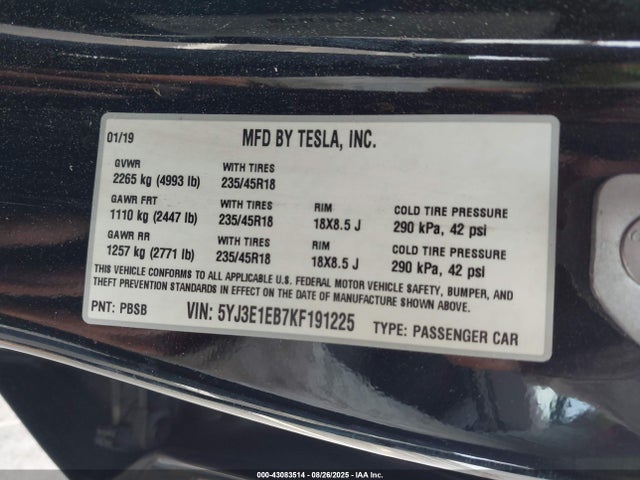 01/19 MFD BY TESLA, INC.
GVWR WITH TIRES
2265 kg (4993 lb) 235/45R18
GAWR FRT WITH TIRES RIM COLD TIRE PRESSURE
1110 kg (2447 lb) 235/45R18 18X8.5 J 290 kPa, 42 psi
GAWR RR WITH TIRES RIM COLD TIRE PRESSURE
1257 kg (2771 lb) 235/45R18 18X8.5 J 290 kPa, 42 psi
THIS VEHICLE CONFORMS TO ALL APPLICABLE U.S. FEDERAL MOTOR VEHICLE SAFETY, BUMPER, AND
THEFT PREVENTION STANDARDS IN EFFECT ON THE DATE OF MANUFACTURE SHOWN ABOVE.
PNT: PBSB VIN: 5YJ3E1EB7KF191225 TYPE: PASSENGER CAR
000-43083514 - 08/26/2025 - IAA Inc.